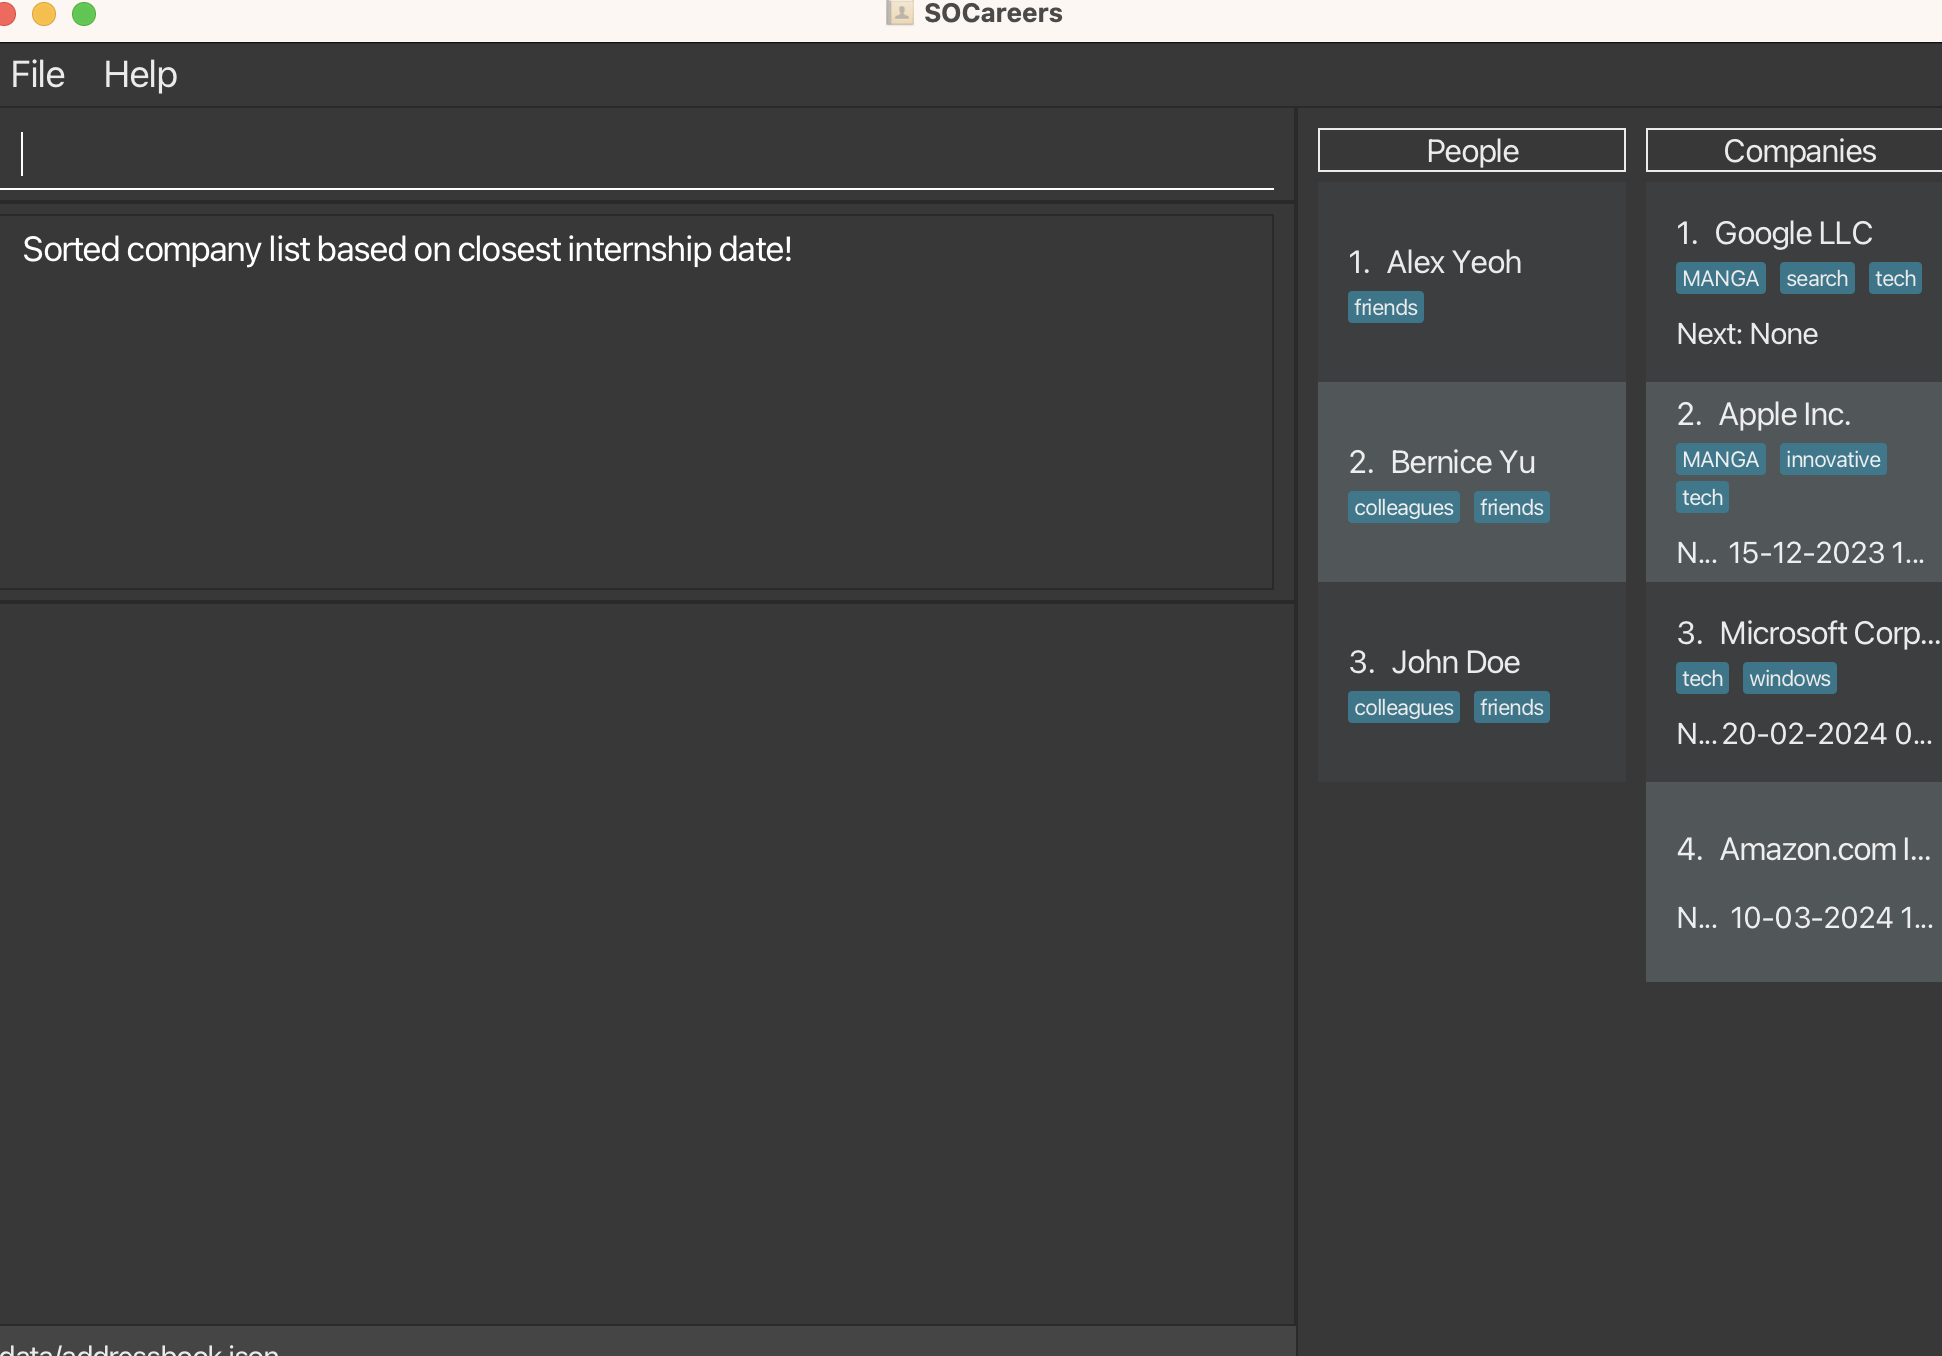 SOCareers
File Help
Sorted company list based on closest internship date!
data/addressbook.json
People
1. Alex Yeoh
friends
2. Bernice Yu
colleagues friends
3. John Doe
colleagues friends
Companies
1. Google LLC
MANGA search tech
Next: None
2. Apple Inc.
MANGA innovative
tech
N... 15-12-2023 1...
3. Microsoft Corp...
tech windows
N... 20-02-2024 0...
4. Amazon.com I...
N... 10-03-2024 1...